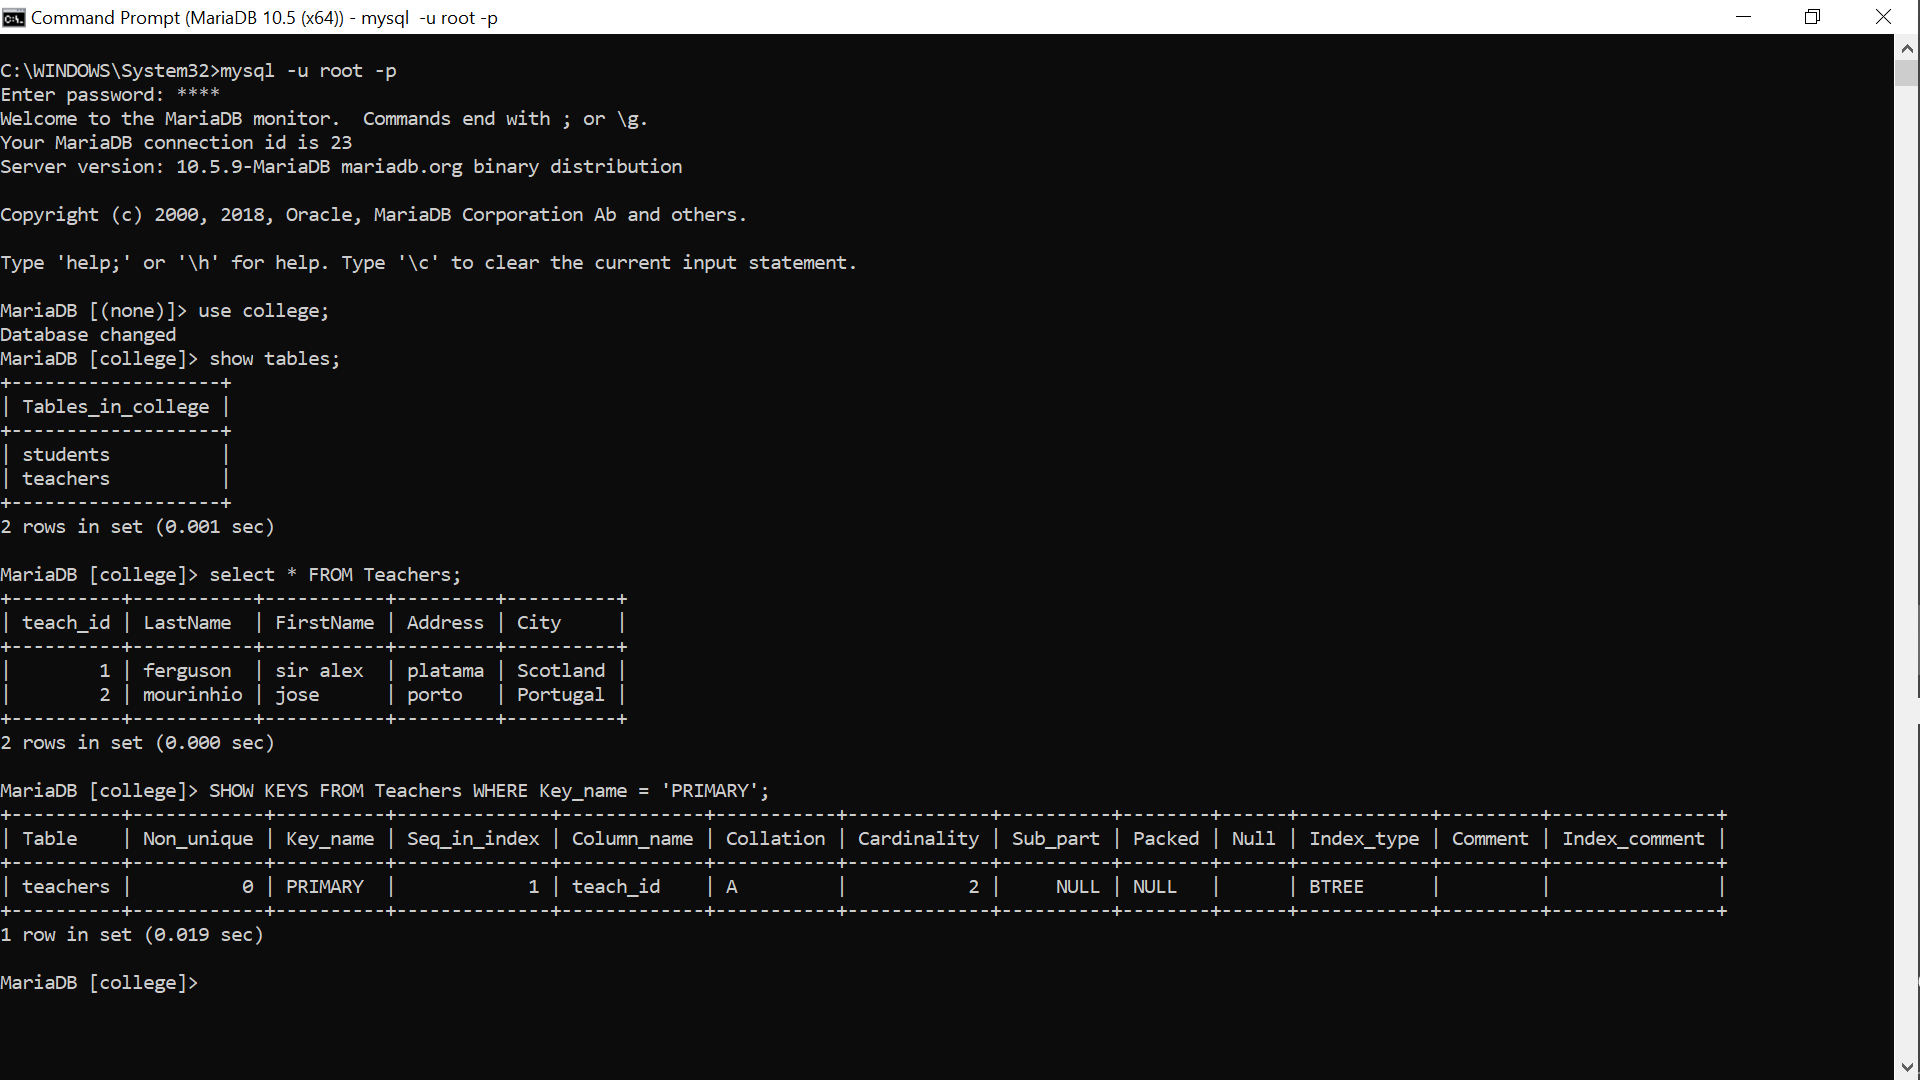 Command Prompt (MariaDB 10.5 (x64)) - mysql  -u root -p
C:\WINDOWS\System32>mysql -u root -p
Enter password: ****
Welcome to the MariaDB monitor.  Commands end with ; or \g.
Your MariaDB connection id is 23
Server version: 10.5.9-MariaDB mariadb.org binary distribution
Copyright (c) 2000, 2018, Oracle, MariaDB Corporation Ab and others.
Type 'help;' or '\h' for help. Type '\c' to clear the current input statement.
MariaDB [(none)]> use college;
Database changed
MariaDB [college]> show tables;
+-------------------+
| Tables_in_college |
+-------------------+
| students          |
| teachers          |
+-------------------+
2 rows in set (0.001 sec)
MariaDB [college]> select * FROM Teachers;
+----------+-----------+-----------+---------+----------+
| teach_id | LastName  | FirstName | Address | City     |
+----------+-----------+-----------+---------+----------+
|        1 | ferguson  | sir alex  | platama | Scotland |
|        2 | mourinhio | jose      | porto   | Portugal |
+----------+-----------+-----------+---------+----------+
2 rows in set (0.000 sec)
MariaDB [college]> SHOW KEYS FROM Teachers WHERE Key_name = 'PRIMARY';
+----------+------------+----------+--------------+-------------+-----------+-------------+----------+--------+------+------------+---------+---------------+
| Table    | Non_unique | Key_name | Seq_in_index | Column_name | Collation | Cardinality | Sub_part | Packed | Null | Index_type | Comment | Index_comment |
+----------+------------+----------+--------------+-------------+-----------+-------------+----------+--------+------+------------+---------+---------------+
| teachers |          0 | PRIMARY  |            1 | teach_id    | A         |           2 |     NULL | NULL   |      | BTREE      |         |               |
+----------+------------+----------+--------------+-------------+-----------+-------------+----------+--------+------+------------+---------+---------------+
1 row in set (0.019 sec)
MariaDB [college]>